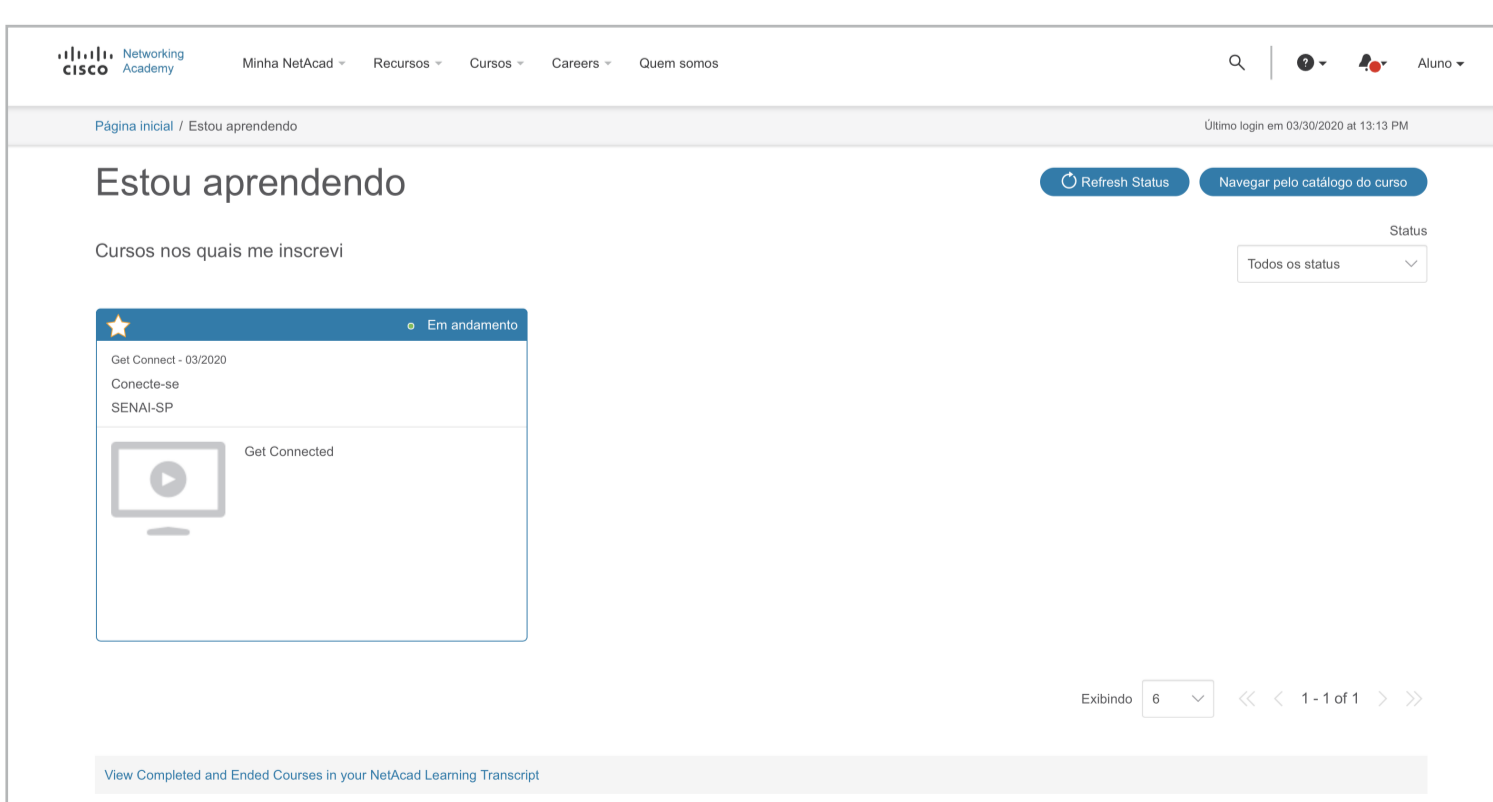 Networking
CISCO Academy
Minha NetAcad Recursos Cursos Careers Quem somos ? Aluno
Página inicial / Estou aprendendo Último login em 03/30/2020 at 13:13 PM
Estou aprendendo Refresh Status Navegar pelo catálogo do curso
Status
Cursos nos quais me inscrevi
Todos os status
Em andamento
Get Connect - 03/2020
Conecte-se
SENAI-SP
Get Connected
Exibindo 6 1 - 1 of 1
View Completed and Ended Courses in your NetAcad Learning Transcript